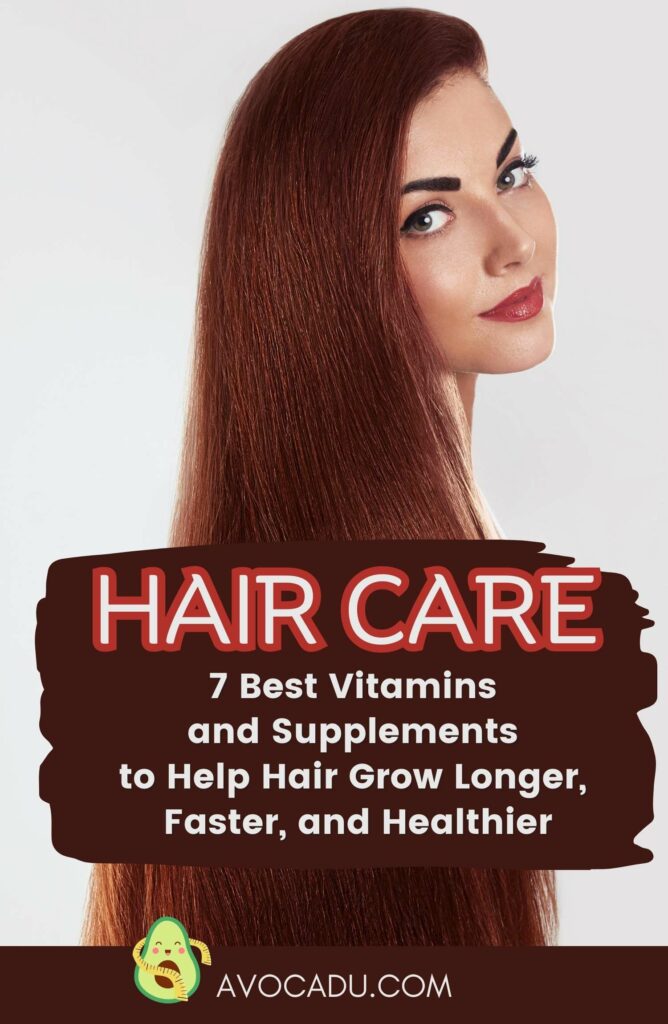 HAIR CARE
7 Best Vitamins
and Supplements
to Help Hair Grow Longer,
Faster, and Healthier
AVOCADU.COM